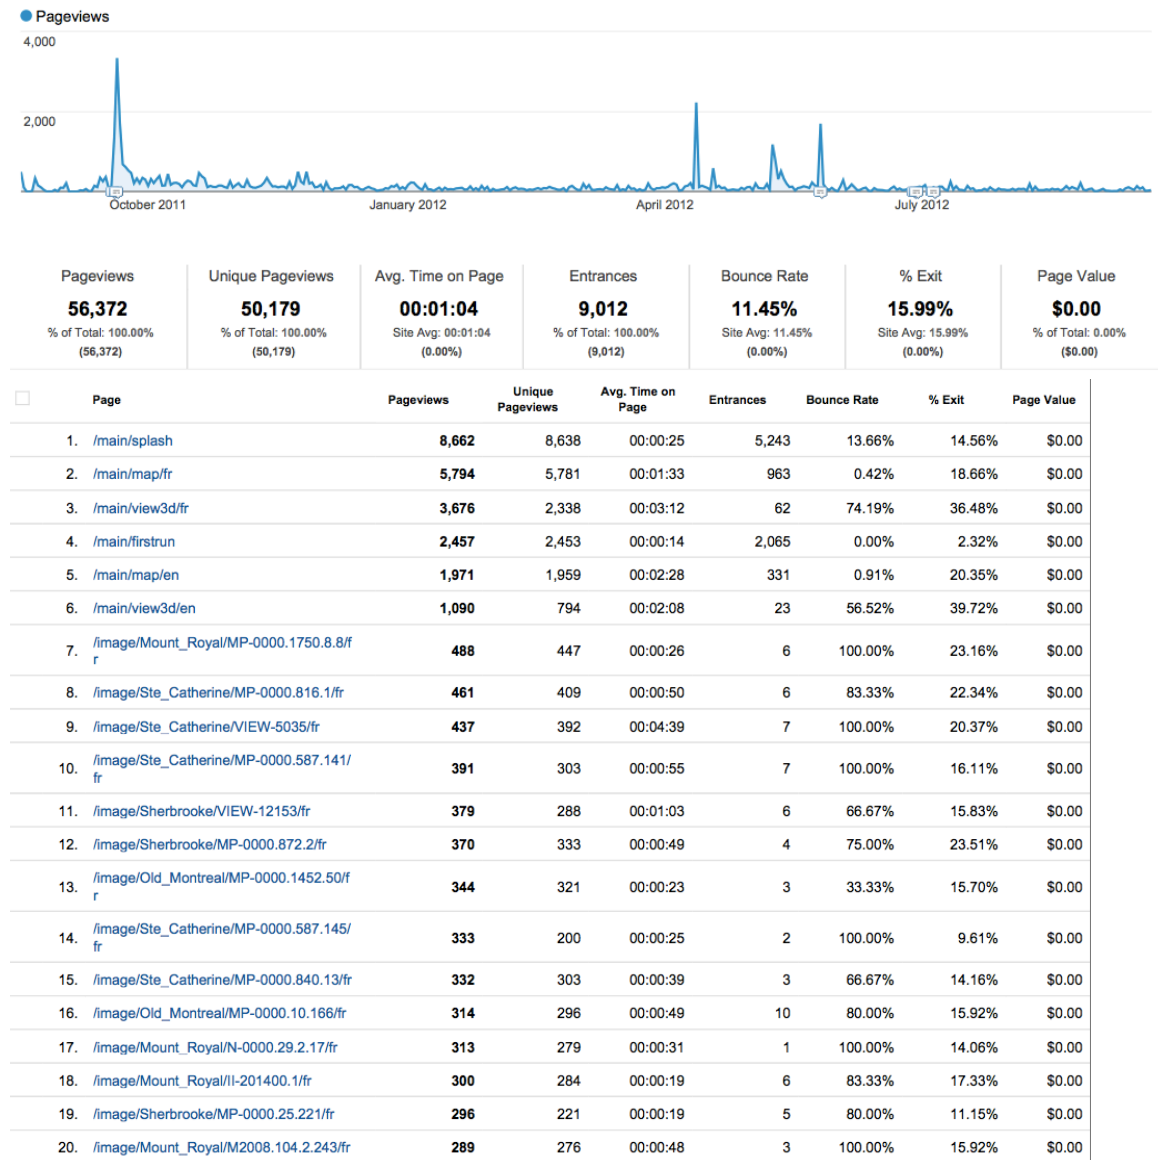 Pageviews
4,000
2,000
October 2011 January 2012 April 2012 July 2012
Pageviews Unique Pageviews Avg. Time on Page Entrances Bounce Rate % Exit Page Value
56,372 50,179 00:01:04 9,012 11.45% 15.99% $0.00
% of Total: 100.00% % of Total: 100.00% Site Avg: 00:01:04 % of Total: 100.00% Site Avg: 11.45% Site Avg: 15.99% % of Total: 0.00%
(56,372) (50,179) (0.00%) (9,012) (0.00%) (0.00%) ($0.00)
Page Pageviews Unique Pageviews Avg. Time on Page Entrances Bounce Rate % Exit Page Value
1. /main/splash 8,662 8,638 00:00:25 5,243 13.66% 14.56% $0.00
2. /main/map/fr 5,794 5,781 00:01:33 963 0.42% 18.66% $0.00
3. /main/view3d/fr 3,676 2,338 00:03:12 62 74.19% 36.48% $0.00
4. /main/firstrun 2,457 2,453 00:00:14 2,065 0.00% 2.32% $0.00
5. /main/map/en 1,971 1,959 00:02:28 331 0.91% 20.35% $0.00
6. /main/view3d/en 1,090 794 00:02:08 23 56.52% 39.72% $0.00
7. /image/Mount_Royal/MP-0000.1750.8.8/f
r 488 447 00:00:26 6 100.00% 23.16% $0.00
8. /image/Ste_Catherine/MP-0000.816.1/fr 461 409 00:00:50 6 83.33% 22.34% $0.00
9. /image/Ste_Catherine/VIEW-5035/fr 437 392 00:04:39 7 100.00% 20.37% $0.00
10. /image/Ste_Catherine/MP-0000.587.141/
fr 391 303 00:00:55 7 100.00% 16.11% $0.00
11. /image/Sherbrooke/VIEW-12153/fr 379 288 00:01:03 6 66.67% 15.83% $0.00
12. /image/Sherbrooke/MP-0000.872.2/fr 370 333 00:00:49 4 75.00% 23.51% $0.00
13. /image/Old_Montreal/MP-0000.1452.50/f
r 344 321 00:00:23 3 33.33% 15.70% $0.00
14. /image/Ste_Catherine/MP-0000.587.145/
fr 333 200 00:00:25 2 100.00% 9.61% $0.00
15. /image/Ste_Catherine/MP-0000.840.13/fr 332 303 00:00:39 3 66.67% 14.16% $0.00
16. /image/Old_Montreal/MP-0000.10.166/fr 314 296 00:00:49 10 80.00% 15.92% $0.00
17. /image/Mount_Royal/N-0000.29.2.17/fr 313 279 00:00:31 1 100.00% 14.06% $0.00
18. /image/Mount_Royal/II-201400.1/fr 300 284 00:00:19 6 83.33% 17.33% $0.00
19. /image/Sherbrooke/MP-0000.25.221/fr 296 221 00:00:19 5 80.00% 11.15% $0.00
20. /image/Mount_Royal/M2008.104.2.243/fr 289 276 00:00:48 3 100.00% 15.92% $0.00